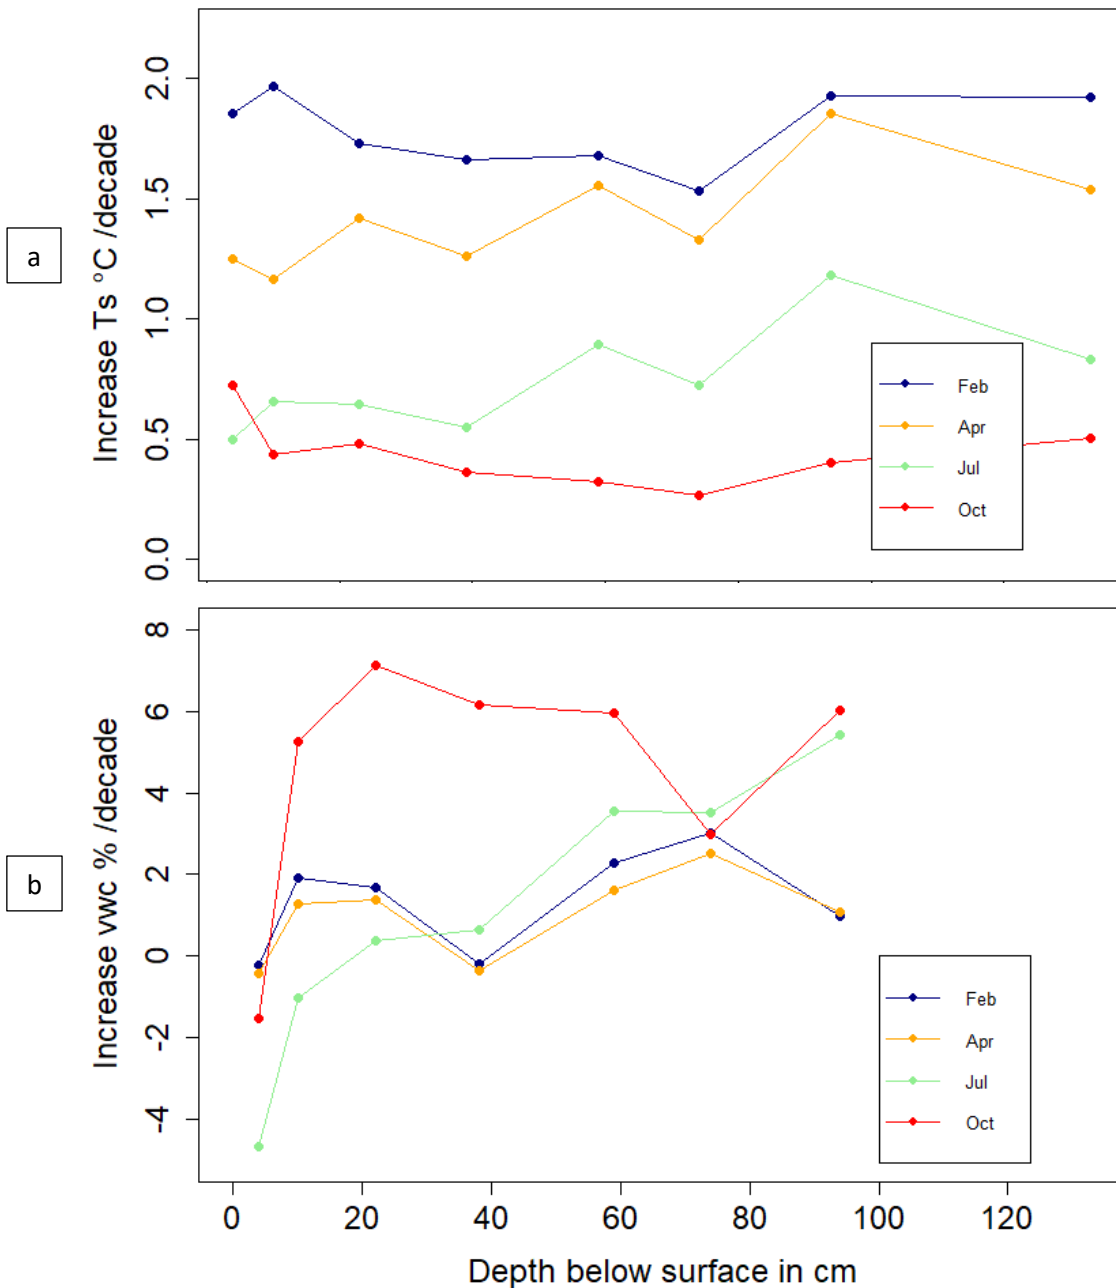 a
Increase Ts °C /decade
2.0
1.5
1.0
0.5
0.0
Feb
Apr
Jul
Oct
b
Increase vwc % /decade
8
6
4
2
0
-2
-4
Feb
Apr
Jul
Oct
0 20 40 60 80 100 120
Depth below surface in cm